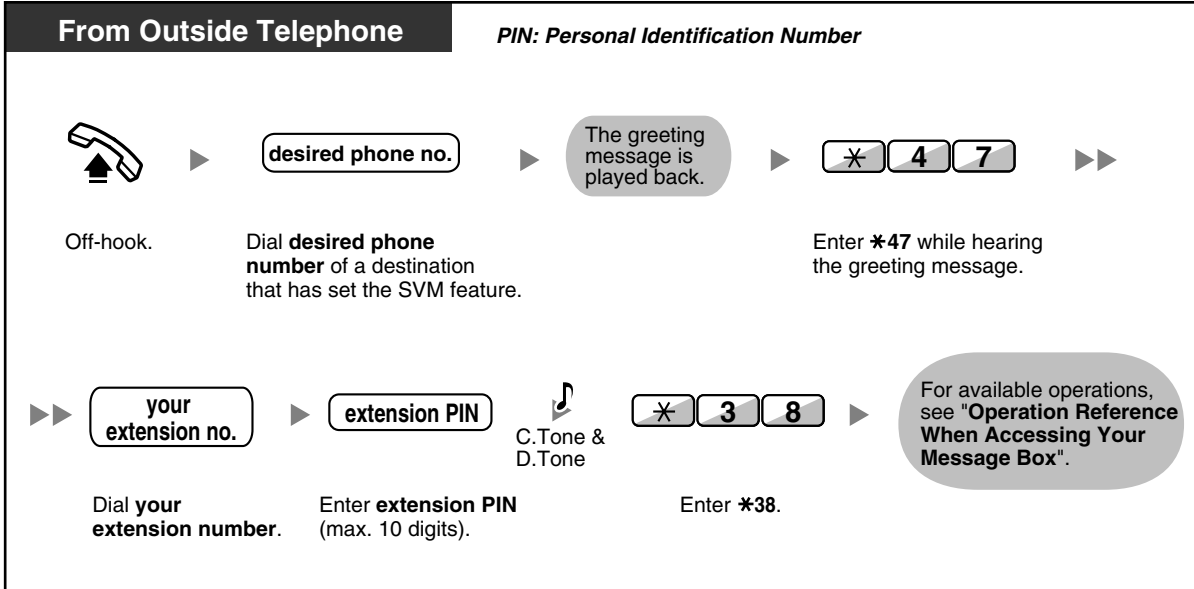 From Outside Telephone
PIN: Personal Identification Number
desired phone no.
The greeting
message is
played back.
* 4 7
Off-hook.
Dial desired phone
number of a destination
that has set the SVM feature.
Enter *47 while hearing
the greeting message.
your
extension no.
extension PIN
C.Tone &
D.Tone
* 3 8
For available operations,
see "Operation Reference
When Accessing Your
Message Box".
Dial your
extension number.
Enter extension PIN
(max. 10 digits).
Enter *38.